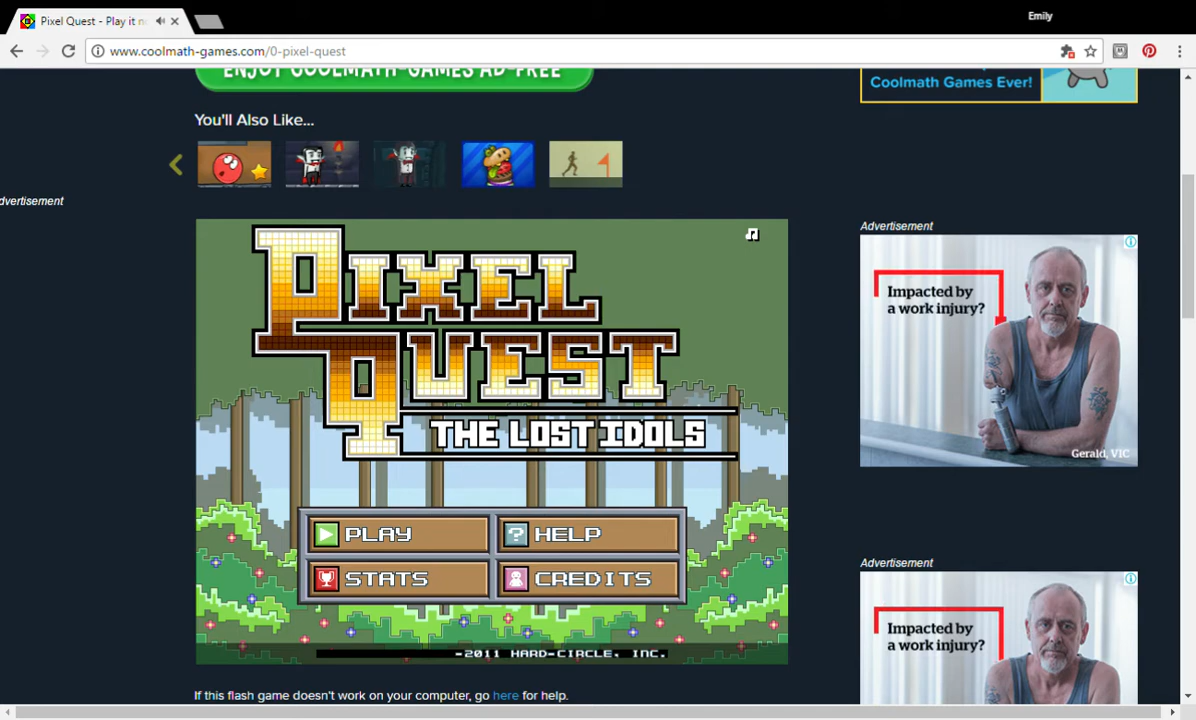 Pixel Quest - Play it n
Emily
www.coolmath-games.com/0-pixel-quest
ENJOY COOLMATH-GAMES AD-FREE
Coolmath Games Ever!
You'll Also Like...
dvertisement
PIXEL
QUEST
THE LOST IDOLS
PLAY
HELP
STATS
CREDITS
-2011 HARD-CIRCLE, INC.
Advertisement
Impacted by
a work injury?
Gerald, VIC
Advertisement
Impacted by
a work injury?
If this flash game doesn't work on your computer, go here for help.